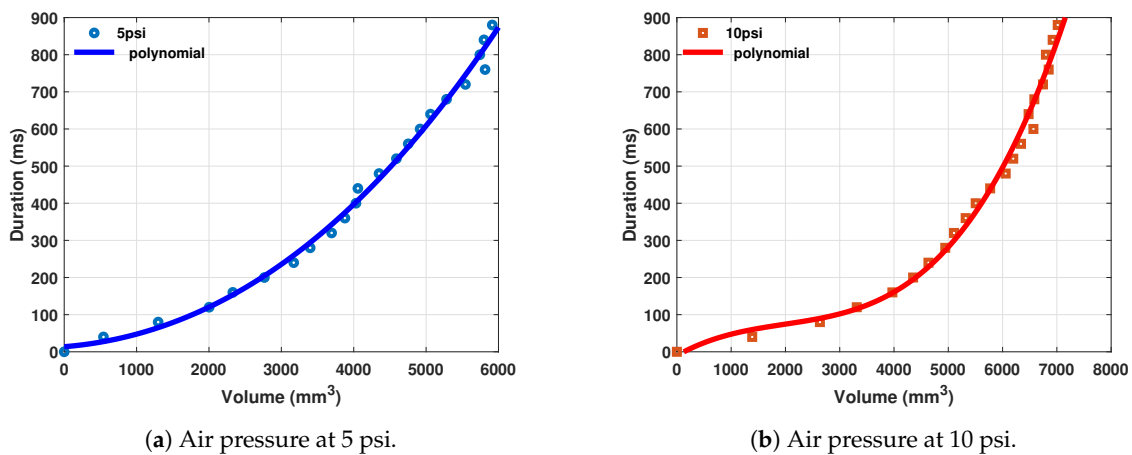 900
800
700
600
500
400
300
200
100
0
Duration (ms)
5psi
polynomial
0 1000 2000 3000 4000 5000 6000
Volume (mm³)
(a) Air pressure at 5 psi.
900
800
700
600
500
400
300
200
100
0
Duration (ms)
10psi
polynomial
0 1000 2000 3000 4000 5000 6000 7000 8000
Volume (mm³)
(b) Air pressure at 10 psi.